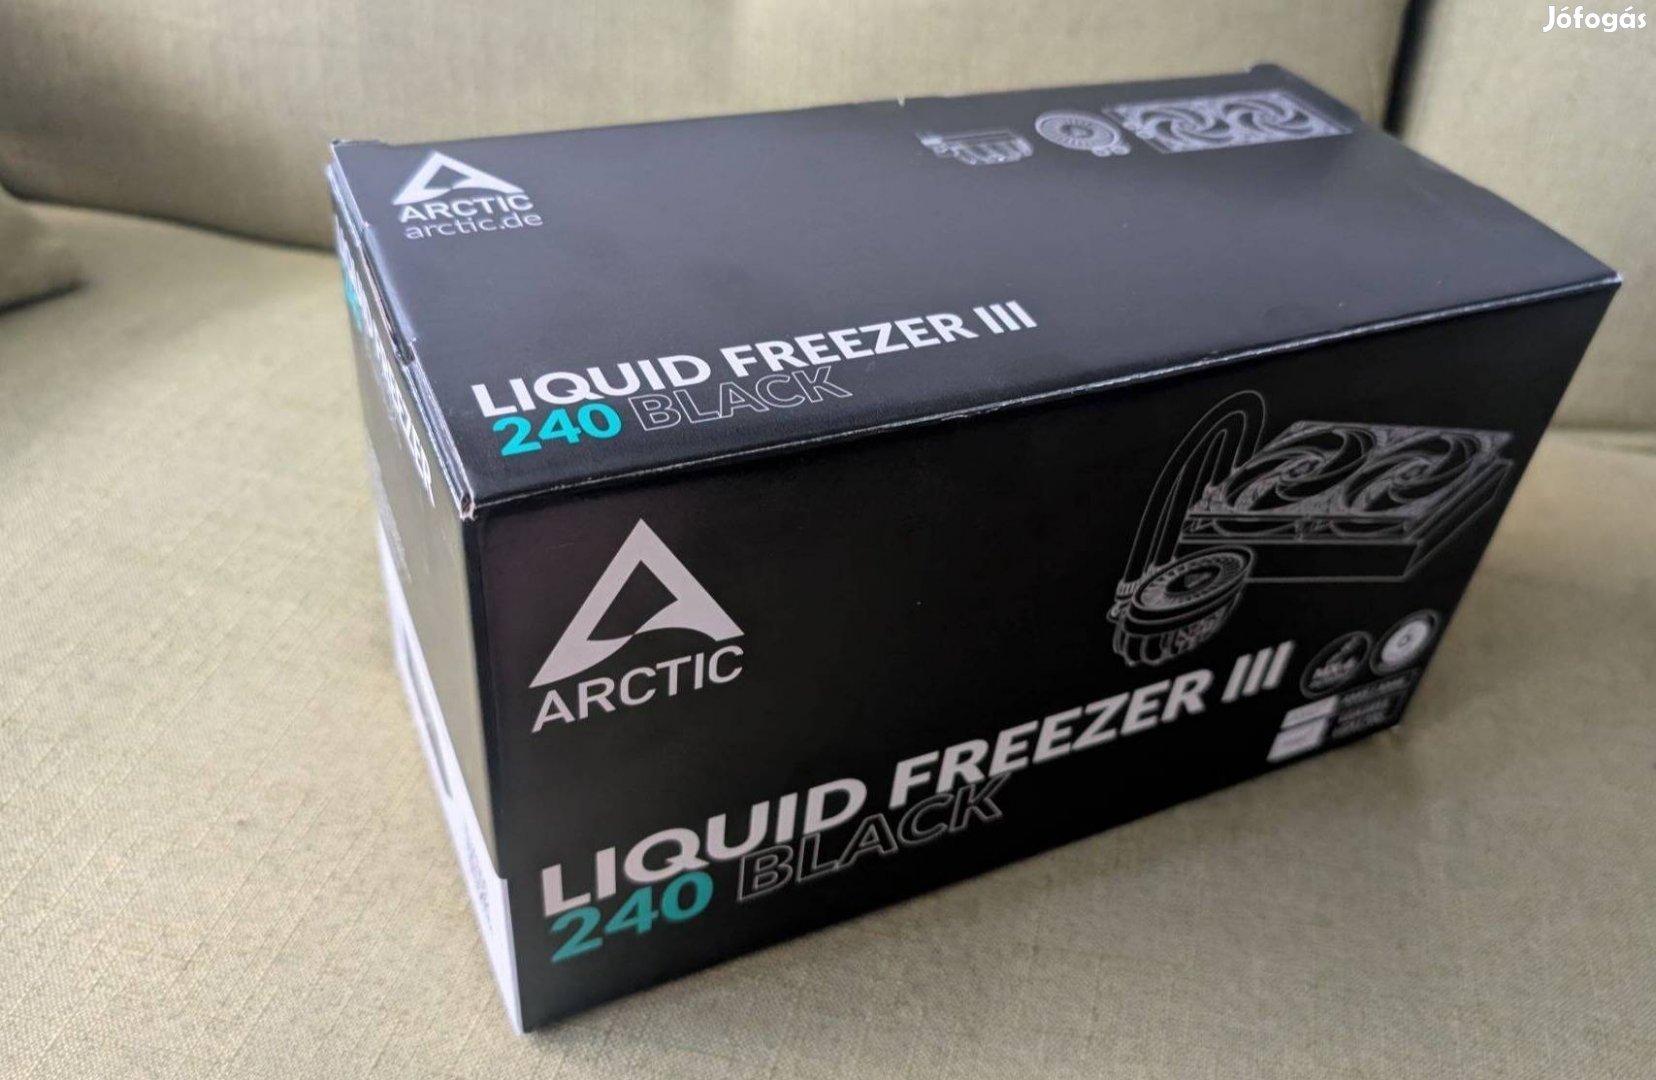 Jófogás
ARCTIC
arctic.de
LIQUID FREEZER III
240 BLACK
ARCTIC
LIQUID FREEZER III
240 BLACK